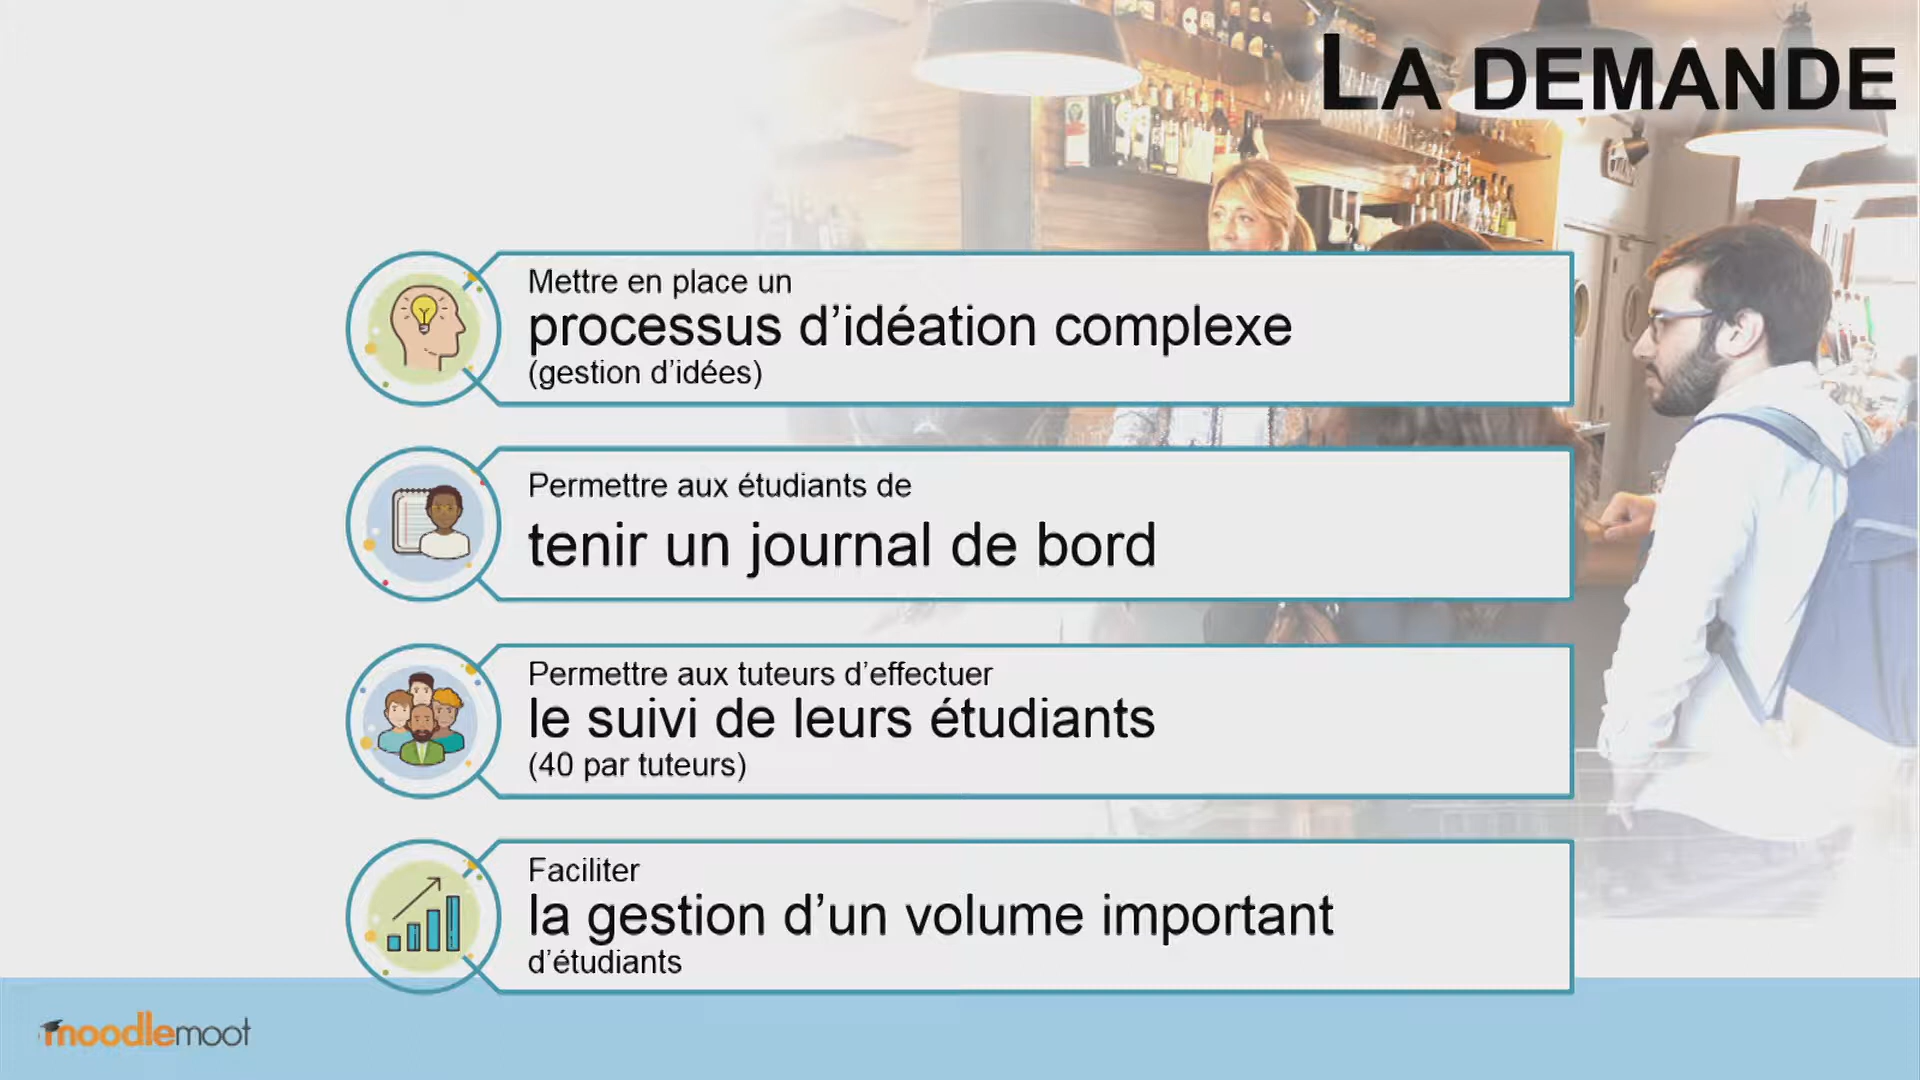 LA DEMANDE
Mettre en place un
processus d’idéation complexe
(gestion d’idées)
Permettre aux étudiants de
tenir un journal de bord
Permettre aux tuteurs d’effectuer
le suivi de leurs étudiants
(40 par tuteurs)
Faciliter
la gestion d’un volume important
d’étudiants
moodlemoot